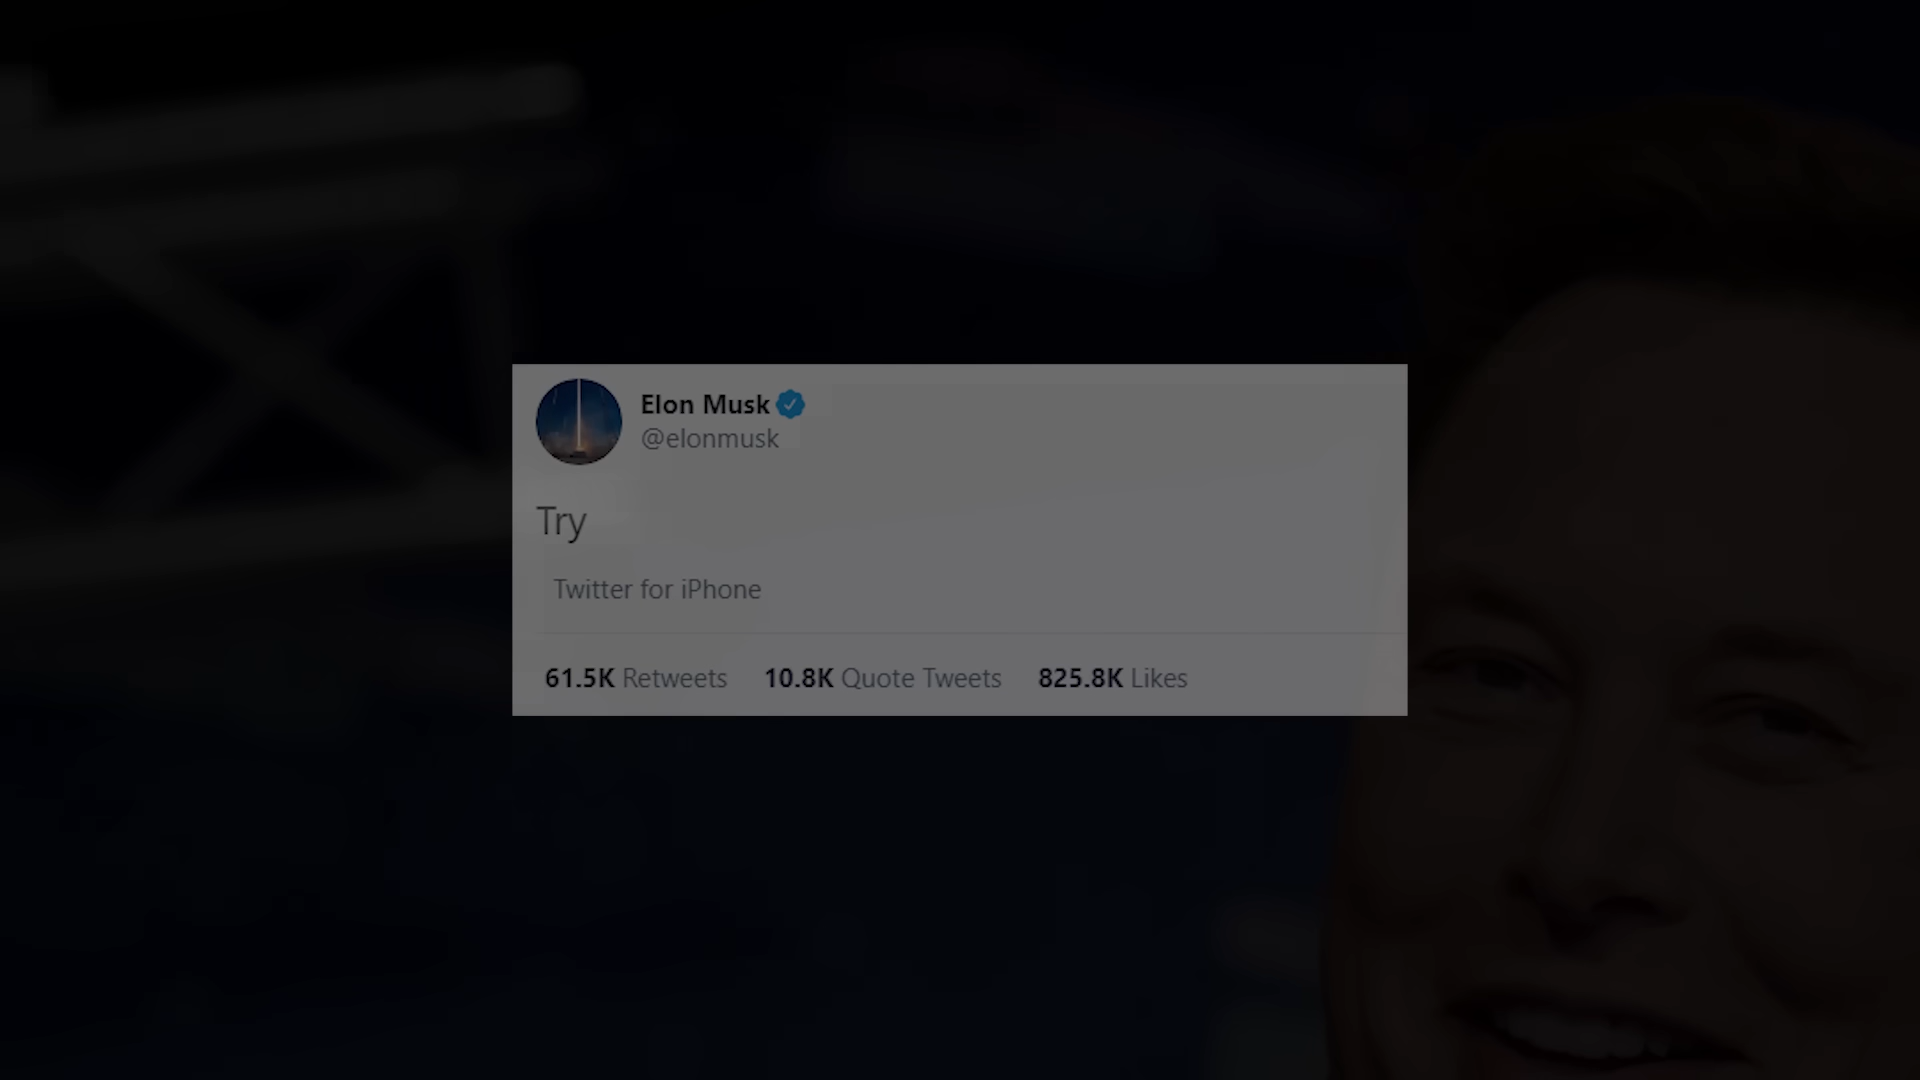 Elon Musk
@elonmusk
Try
Twitter for iPhone
61.5K Retweets 10.8K Quote Tweets 825.8K Likes